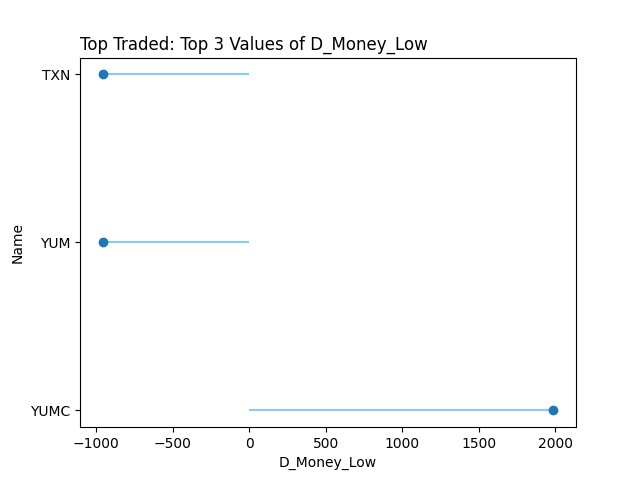 Top Traded: Top 3 Values of D_Money_Low
TXN
YUM
YUMC
Name
−1000 −500 0 500 1000 1500 2000
D_Money_Low